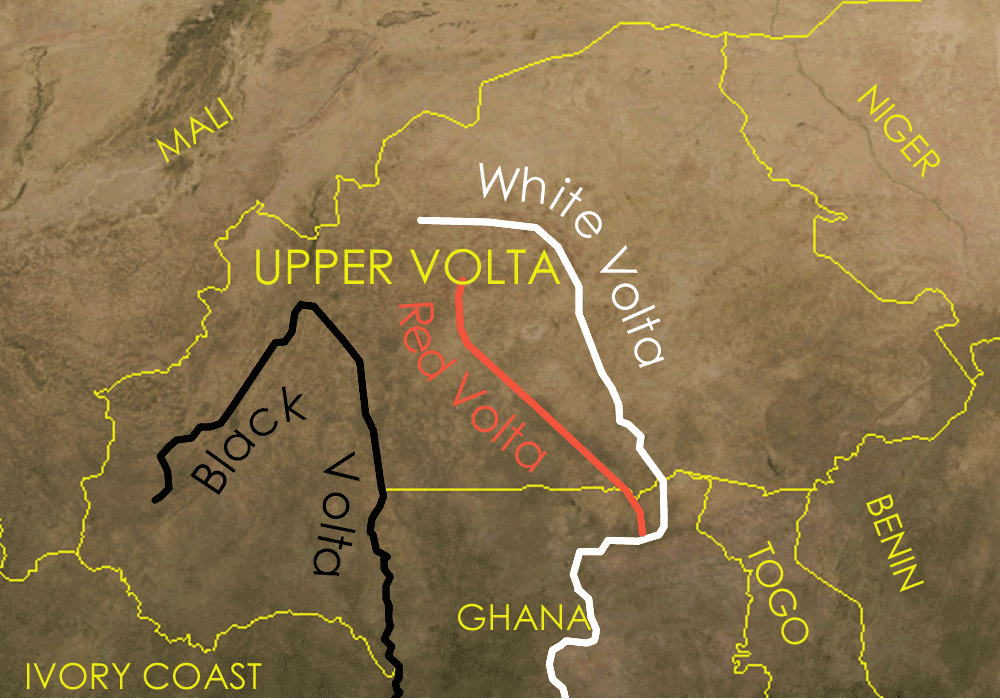 MALI
NIGER
White Volta
UPPER VOLTA
Red Volta
Black Volta
BENIN
TOGO
GHANA
IVORY COAST